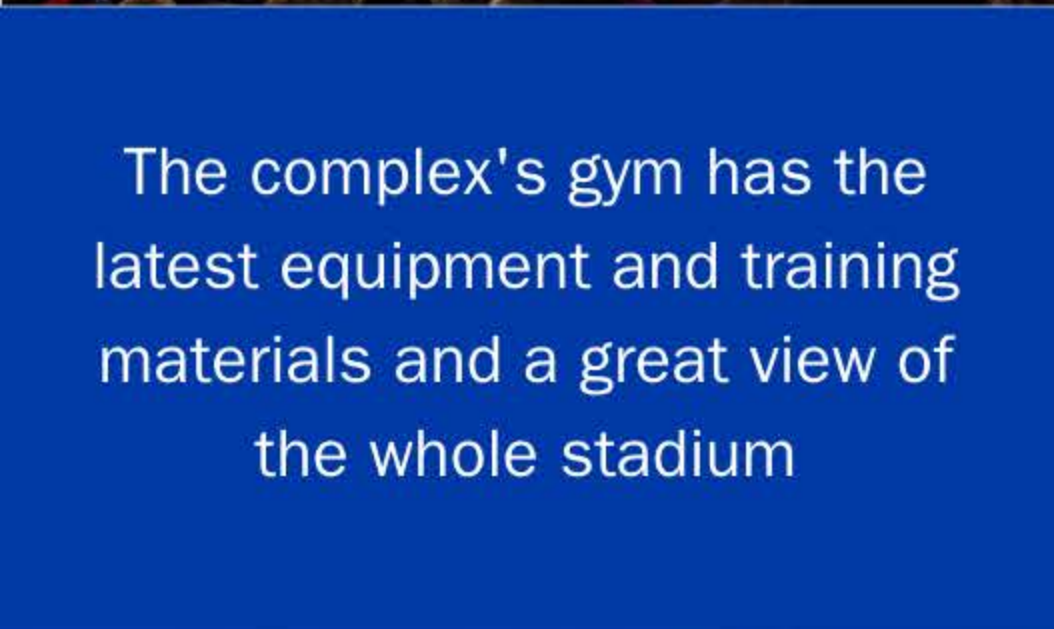 The complex's gym has the
latest equipment and training
materials and a great view of
the whole stadium